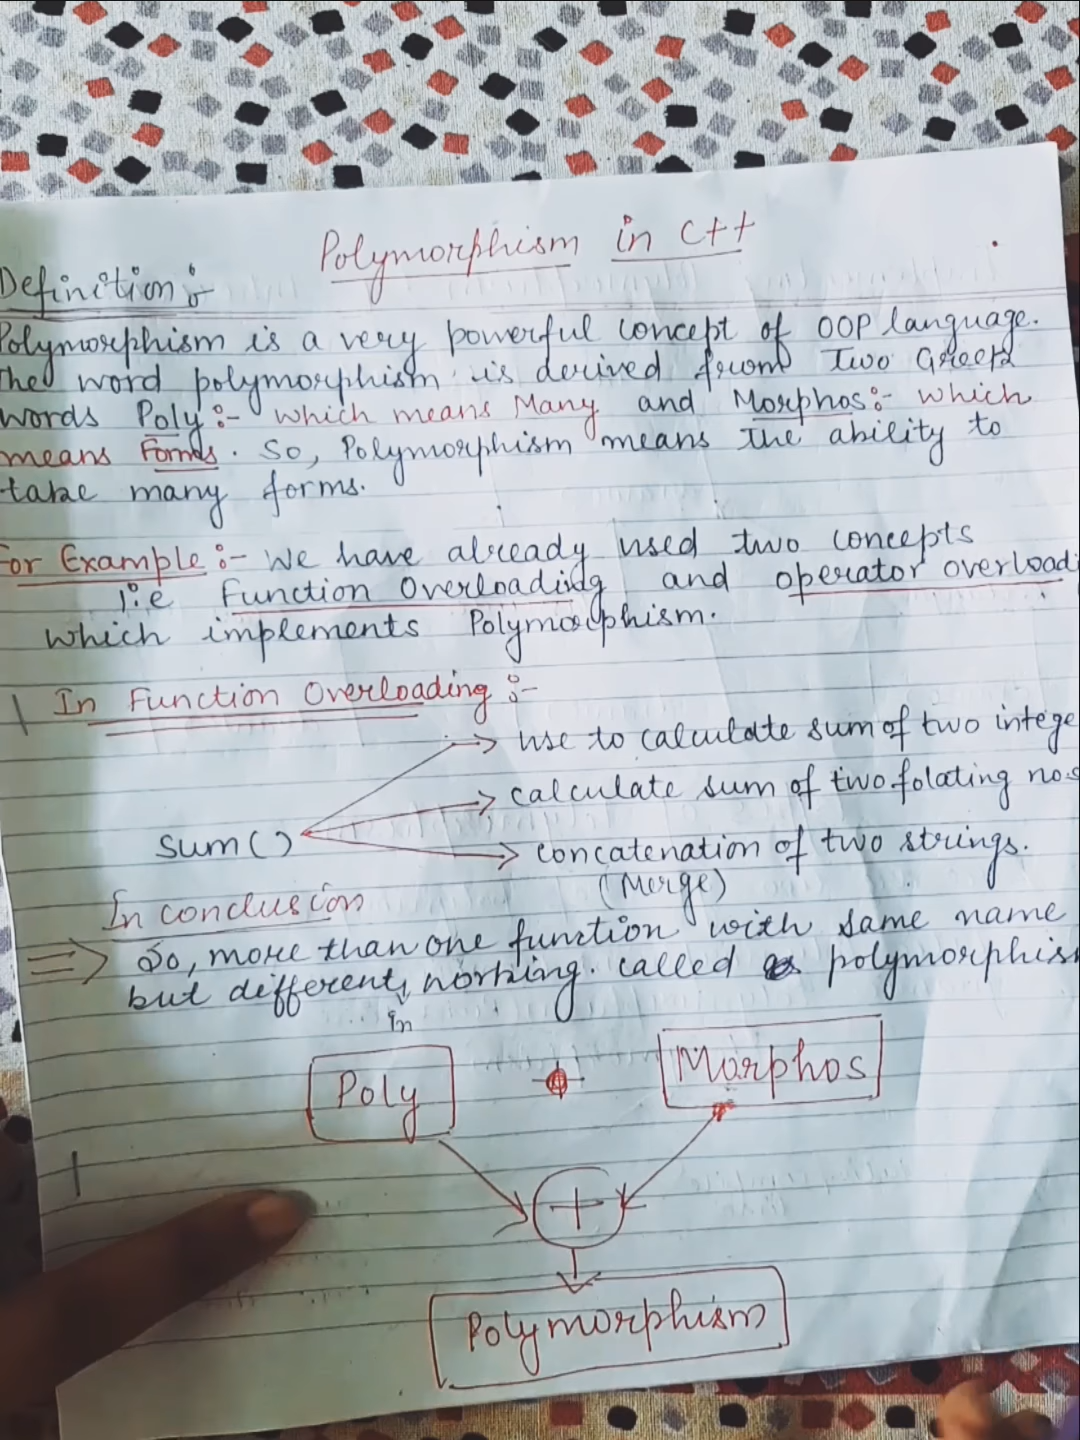 Polymorphism in C++
Definition :-
Polymorphism is a very powerful concept of OOP language.
The word polymorphism is derived from Two Greek
words Poly :- which means Many and Morphos :- which
means Forms. So, Polymorphism means the ability to
take many forms.
For Example :- We have already used two concepts
i.e Function Overloading and operator overload
which implements Polymorphism.
In Function Overloading :-
use to calculate sum of two intege
calculate sum of two folating nos
sum()
concatenation of two strings.
(Merge)
In conclusion
So, more than one function with same name
but different, working. called as polymorphism
in
Poly
Morphos
+
Polymorphism